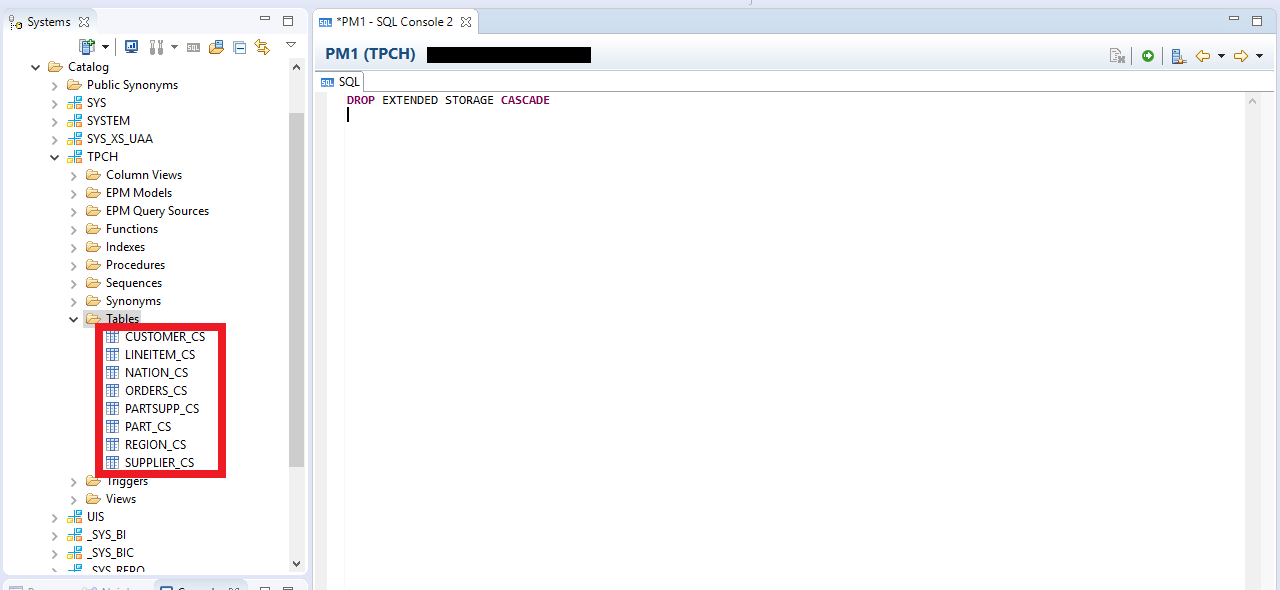 Systems
Catalog
Public Synonyms
SYS
SYSTEM
SYS_XS_UAA
TPCH
Column Views
EPM Models
EPM Query Sources
Functions
Indexes
Procedures
Sequences
Synonyms
Tables
CUSTOMER_CS
LINEITEM_CS
NATION_CS
ORDERS_CS
PARTSUPP_CS
PART_CS
REGION_CS
SUPPLIER_CS
Triggers
Views
UIS
_SYS_BI
_SYS_BIC
_SYS_REPO
*PM1 - SQL Console 2
PM1 (TPCH)
SQL
DROP EXTENDED STORAGE CASCADE